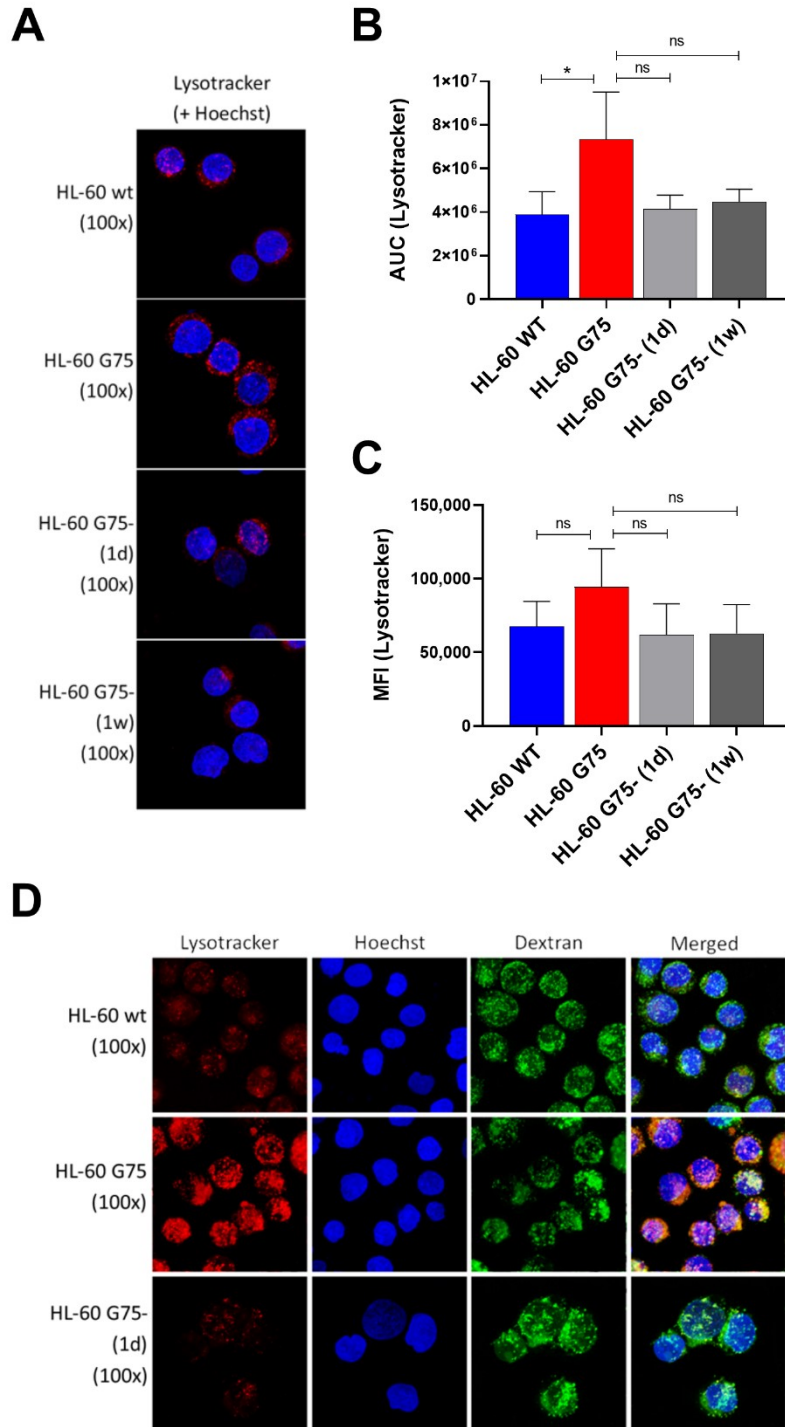 A
Lysotracker
(+ Hoechst)
HL-60 wt
(100x)
HL-60 G75
(100x)
HL-60 G75-
(1d)
(100x)
HL-60 G75-
(1w)
(100x)
B
ns
* ns
1×10⁷
8×10⁶
6×10⁶
4×10⁶
2×10⁶
0
AUC (Lysotracker)
HL-60 WT
HL-60 G75
HL-60 G75- (1d)
HL-60 G75- (1w)
C
ns
ns ns
150,000
100,000
50,000
0
MFI (Lysotracker)
HL-60 WT
HL-60 G75
HL-60 G75- (1d)
HL-60 G75- (1w)
D
Lysotracker Hoechst Dextran Merged
HL-60 wt
(100x)
HL-60 G75
(100x)
HL-60 G75-
(1d)
(100x)